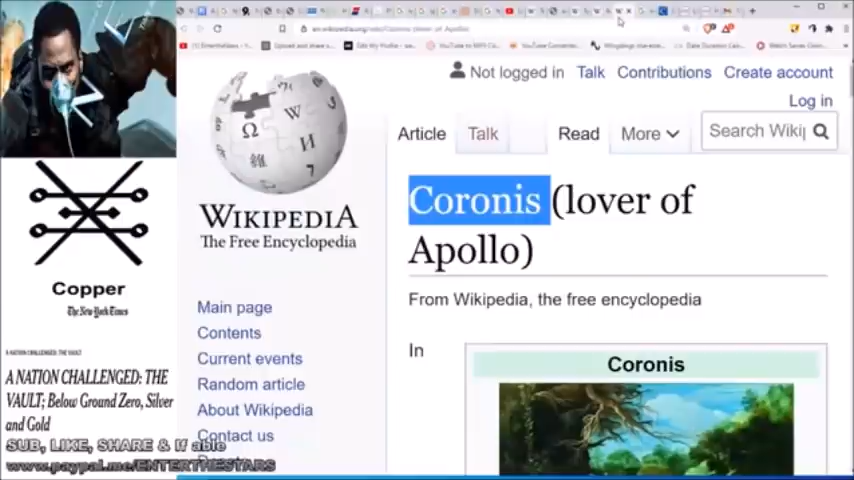 Not logged in Talk Contributions Create account
Log in
Article Talk Read More Search Wiki
Coronis (lover of
Apollo)
From Wikipedia, the free encyclopedia
In
Coronis
WIKIPEDIA
The Free Encyclopedia
Main page
Contents
Current events
Random article
About Wikipedia
Contact us
Copper
The New York Times
A NATION CHALLENGED: THE VAULT
A NATION CHALLENGED: THE
VAULT; Below Ground Zero, Silver
and Gold
SUB, LIKE, SHARE & If able
www.paypal.me/ENTERTHESTARS